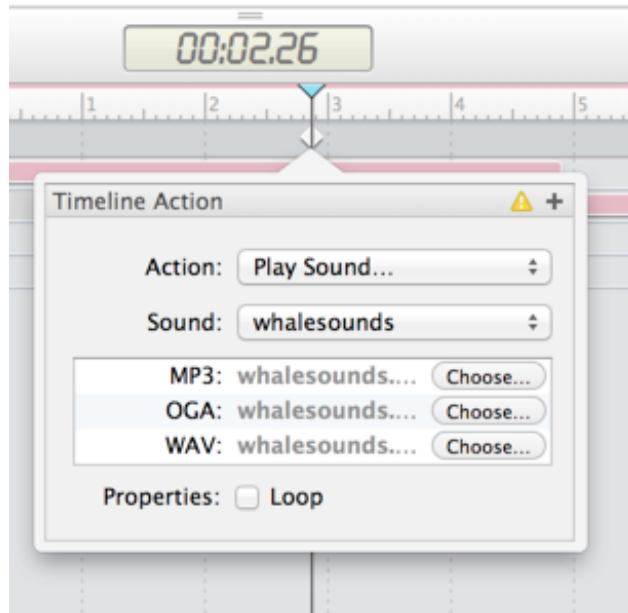 00:02.26
1 2 3 4 5
Timeline Action
Action: Play Sound...
Sound: whalesounds
MP3: whalesounds.... Choose...
OGA: whalesounds.... Choose...
WAV: whalesounds.... Choose...
Properties: Loop